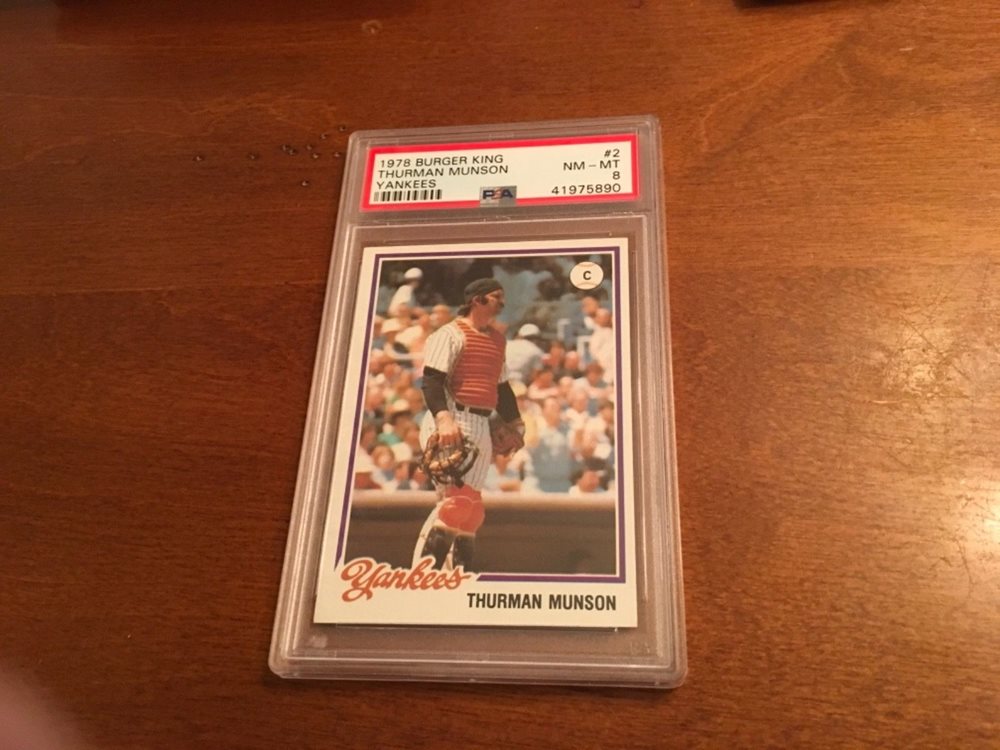 1978 BURGER KING #2
THURMAN MUNSON NM - MT
YANKEES 8
PSA 41975890
C
Yankees
THURMAN MUNSON